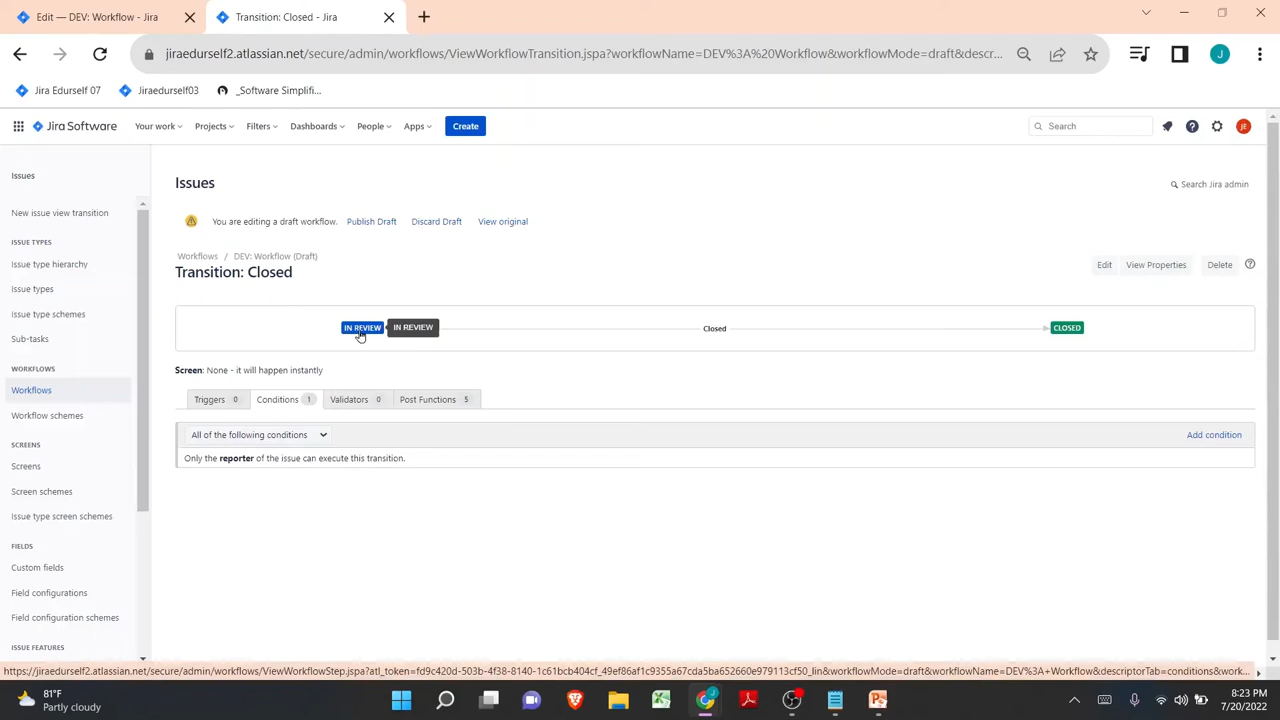 Edit — DEV: Workflow - Jira
Transition: Closed - Jira
jiraedurself2.atlassian.net/secure/admin/workflows/ViewWorkflowTransition.jspa?workflowName=DEV%3A%20Workflow&workflowMode=draft&descr...
J
Jira Edurself 07
Jiraedurself03
_Software Simplifi...
Jira Software
Your work
Projects
Filters
Dashboards
People
Apps
Create
Search
JE
Issues
New issue view transition
ISSUE TYPES
Issue type hierarchy
Issue types
Issue type schemes
Sub-tasks
WORKFLOWS
Workflows
Workflow schemes
SCREENS
Screens
Screen schemes
Issue type screen schemes
FIELDS
Custom fields
Field configurations
Field configuration schemes
ISSUE FEATURES
Issues
Search Jira admin
You are editing a draft workflow. Publish Draft Discard Draft View original
Workflows / DEV: Workflow (Draft)
Transition: Closed
Edit View Properties Delete
IN REVIEW
IN REVIEW
Closed
CLOSED
Screen: None - it will happen instantly
Triggers 0
Conditions 1
Validators 0
Post Functions 5
All of the following conditions
Add condition
Only the reporter of the issue can execute this transition.
https://jiraedurself2.atlassian.net/secure/admin/workflows/ViewWorkflowStep.jspa?atl_token=fd9c420d-503b-4f38-8140-1c61bcb404cf_49ef86af1c9355a67cd5ba652660e979113cf50_lin&workflowMode=draft&workflowName=DEV%3A+Workflow&descriptorTab=conditions&work...
81°F
Partly cloudy
8:23 PM
7/20/2022